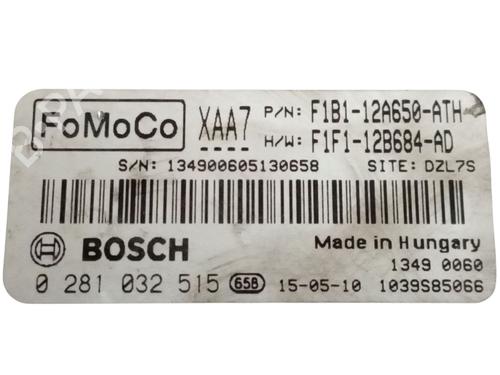 FoMoCo XAA7 P/N: F1B1-12A650-ATH
H/W: F1F1-12B684-AD
S/N: 134900605130658 SITE: DZL7S
BOSCH Made in Hungary
1349 0060
0 281 032 515 658 15-05-10 1039S85066